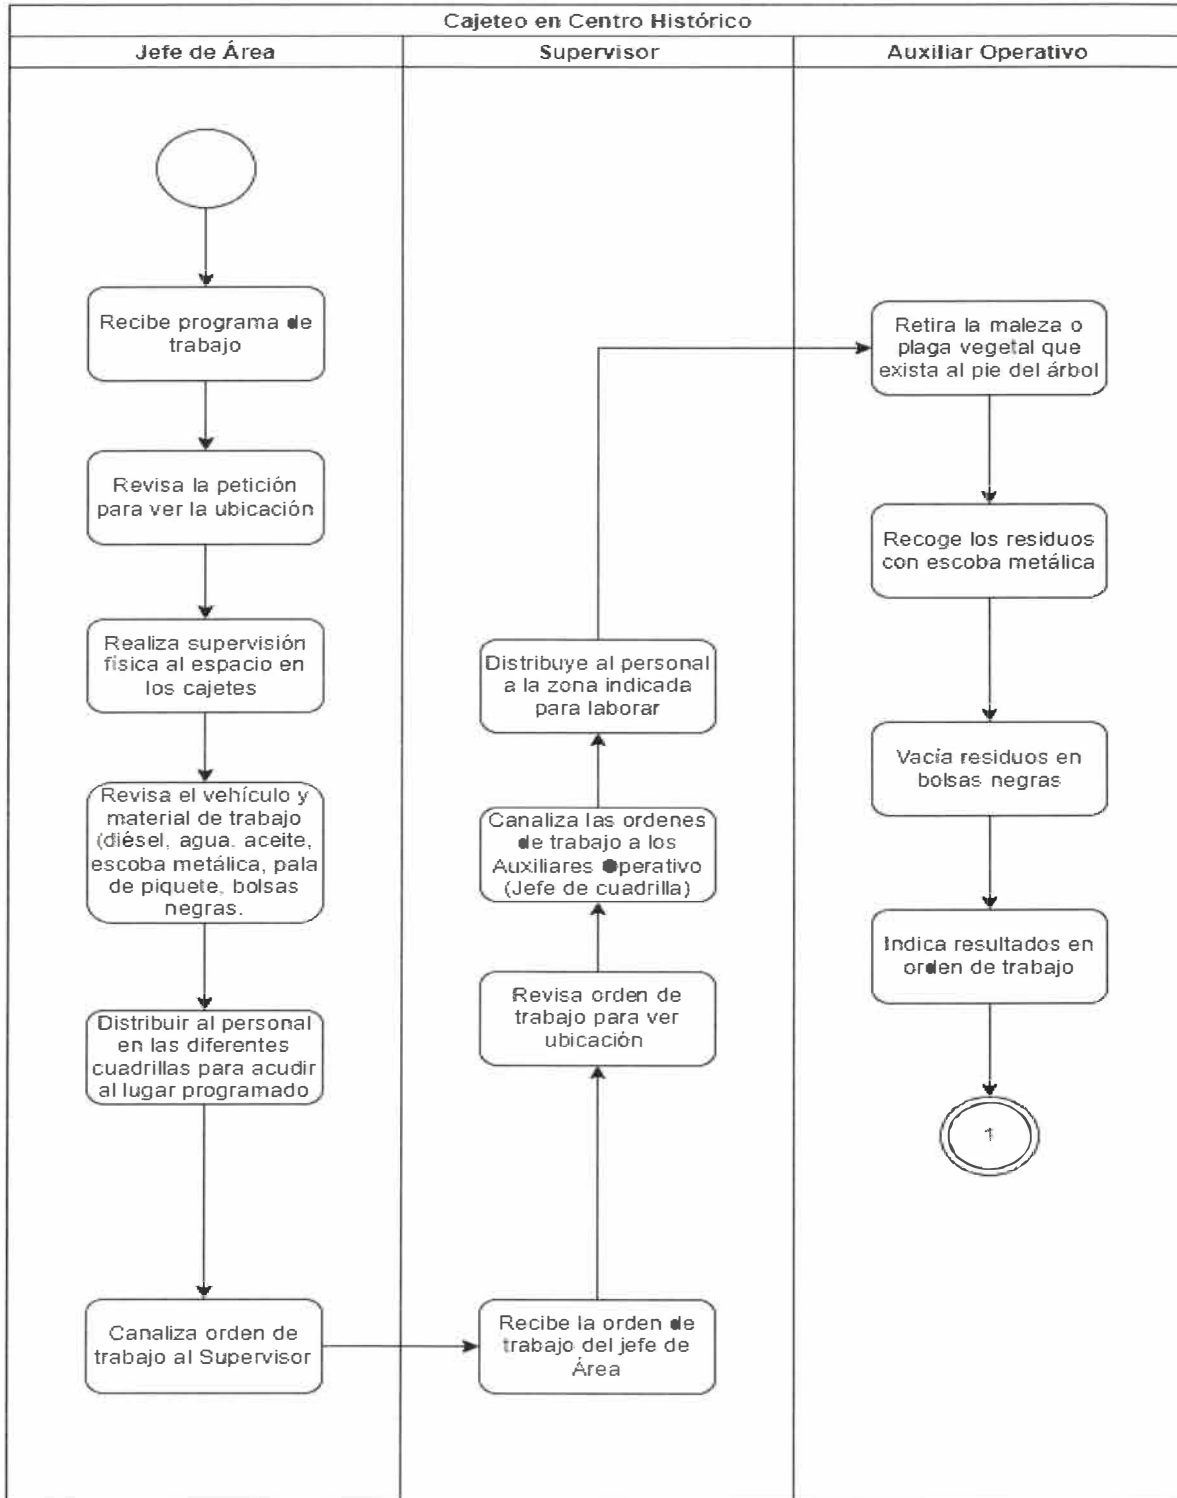 Cajeteo en Centro Histórico
Jefe de Área
Supervisor
Auxiliar Operativo
Recibe programa de
trabajo
Revisa la petición
para ver la ubicación
Realiza supervisión
física al espacio en
los cajetes
Revisa el vehículo y
material de trabajo
(diésel, agua. aceite,
escoba metálica, pala
de piquete, bolsas
negras.
Distribuir al personal
en las diferentes
cuadrillas para acudir
al lugar programado
Canaliza orden de
trabajo al Supervisor
Recibe la orden de
trabajo del jefe de
Área
Revisa orden de
trabajo para ver
ubicación
Canaliza las ordenes
de trabajo a los
Auxiliares Operativo
(Jefe de cuadrilla)
Distribuye al personal
a la zona indicada
para laborar
Retira la maleza o
plaga vegetal que
exista al pie del árbol
Recoge los residuos
con escoba metálica
Vacía residuos en
bolsas negras
Indica resultados en
orden de trabajo
1